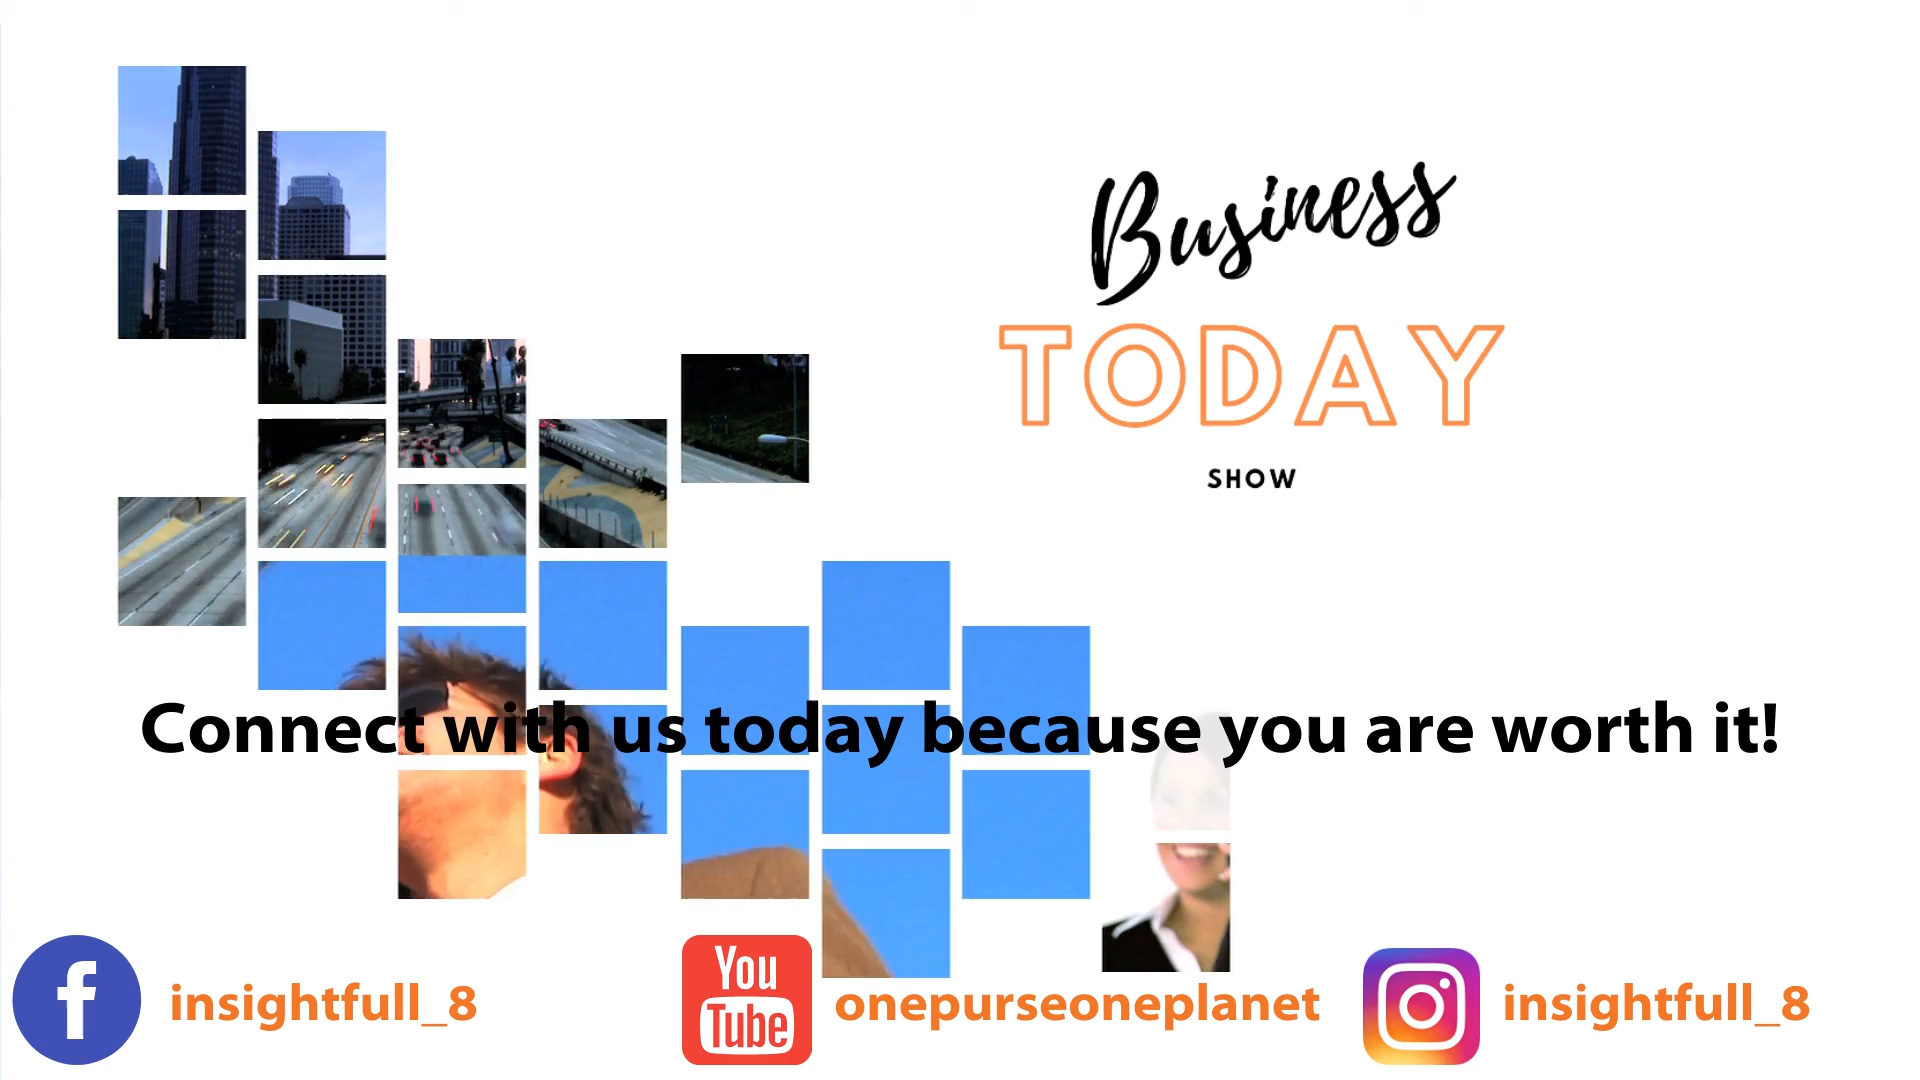 Business
TODAY
SHOW
Connect with us today because you are worth it!
f insightfull_8
You Tube onepurseoneplanet
insightfull_8